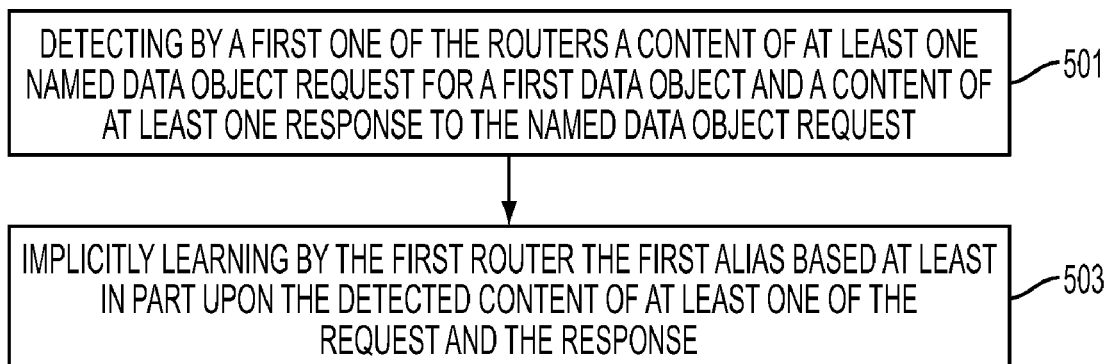 DETECTING BY A FIRST ONE OF THE ROUTERS A CONTENT OF AT LEAST ONE
NAMED DATA OBJECT REQUEST FOR A FIRST DATA OBJECT AND A CONTENT OF
AT LEAST ONE RESPONSE TO THE NAMED DATA OBJECT REQUEST
501
IMPLICITLY LEARNING BY THE FIRST ROUTER THE FIRST ALIAS BASED AT LEAST
IN PART UPON THE DETECTED CONTENT OF AT LEAST ONE OF THE
REQUEST AND THE RESPONSE
503